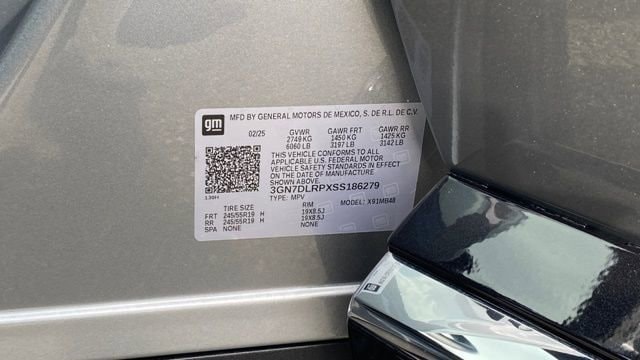 gm
MFD BY GENERAL MOTORS DE MEXICO, S. DE R.L. DE C.V.
02/25 GVWR GAWR FRT GAWR RR
2749 KG 1450 KG 1425 KG
6060 LB 3197 LB 3142 LB
THIS VEHICLE CONFORMS TO ALL
APPLICABLE U.S. FEDERAL MOTOR
VEHICLE SAFETY STANDARDS IN EFFECT
ON THE DATE OF MANUFACTURE
3GN7DLRPXSS186279
TYPE: MPV MODEL: X91MB48
TIRE SIZE RIM
FRT 245/55R19 H 19X8.5J
RR 245/55R19 H 19X8.5J
SPA NONE NONE